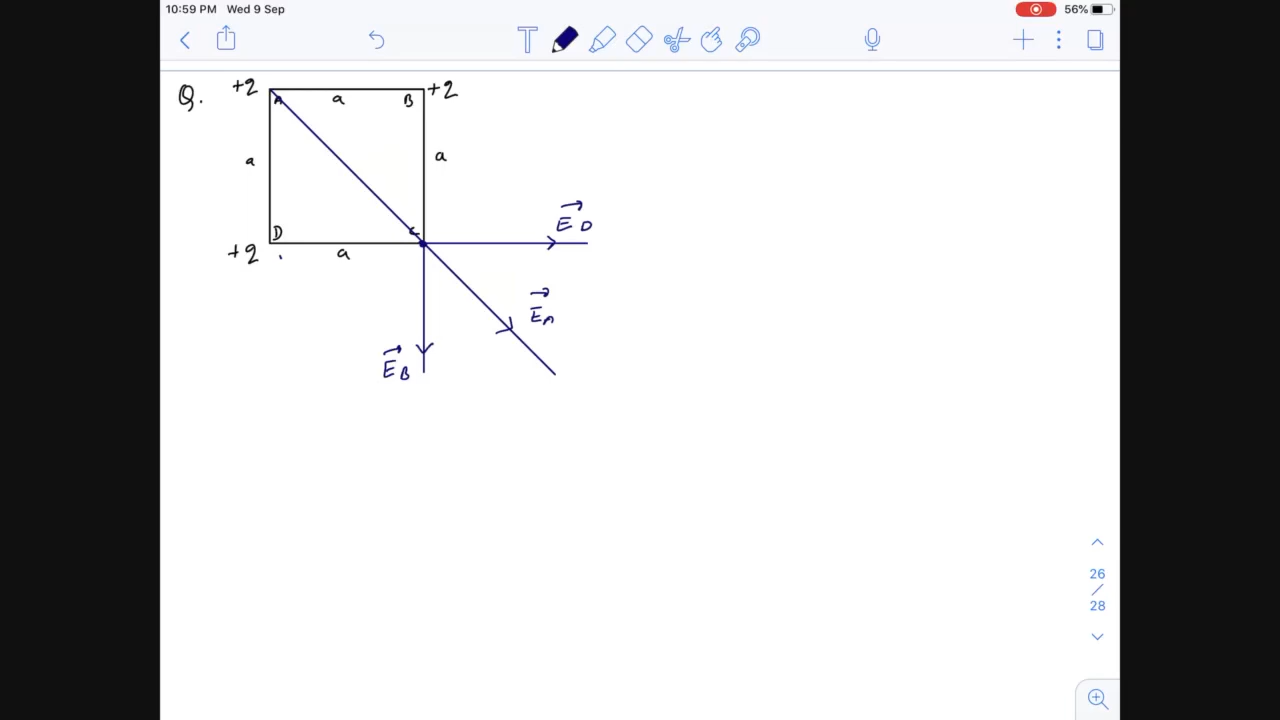 10:59 PM Wed 9 Sep 56%
T
Q. +2 A a B +2
a a
D C
+2 a
E D
E A
E B
26
/
28